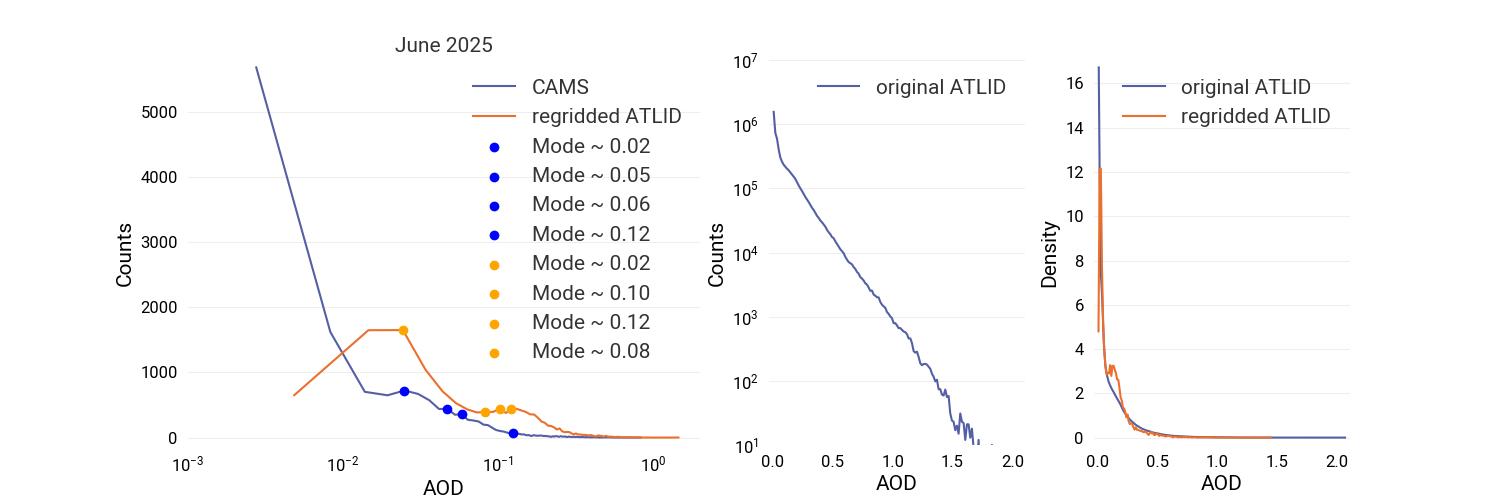 June 2025
CAMS
regridded ATLID
Mode ~ 0.02
Mode ~ 0.05
Mode ~ 0.06
Mode ~ 0.12
Mode ~ 0.02
Mode ~ 0.10
Mode ~ 0.12
Mode ~ 0.08
5000
4000
3000
2000
1000
0
Counts
10⁻³
10⁻²
10⁻¹
10⁰
AOD
original ATLID
10⁷
10⁶
10⁵
10⁴
10³
10²
10¹
Counts
0.0
0.5
1.0
1.5
2.0
AOD
original ATLID
regridded ATLID
16
14
12
10
8
6
4
2
0
Density
0.0
0.5
1.0
1.5
2.0
AOD